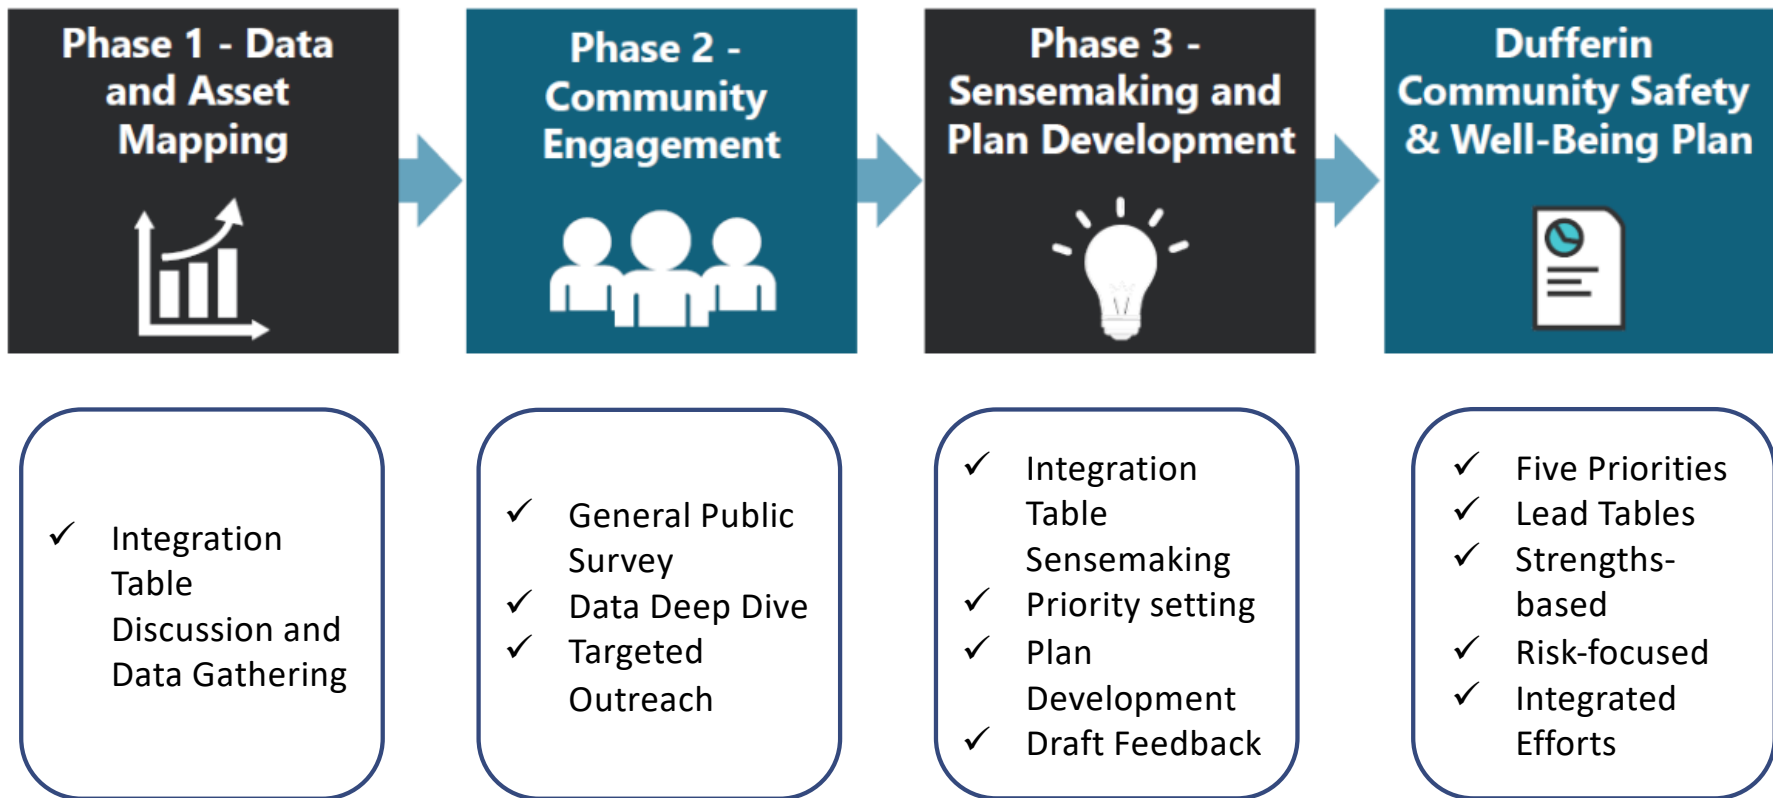 Phase 1 - Data
and Asset
Mapping
Phase 2 -
Community
Engagement
Phase 3 -
Sensemaking and
Plan Development
Dufferin
Community Safety
& Well-Being Plan
✓ Integration
Table
Discussion and
Data Gathering
✓ General Public
Survey
✓ Data Deep Dive
✓ Targeted
Outreach
✓ Integration
Table
Sensemaking
✓ Priority setting
✓ Plan
Development
✓ Draft Feedback
✓ Five Priorities
✓ Lead Tables
✓ Strengths-
based
✓ Risk-focused
✓ Integrated
Efforts